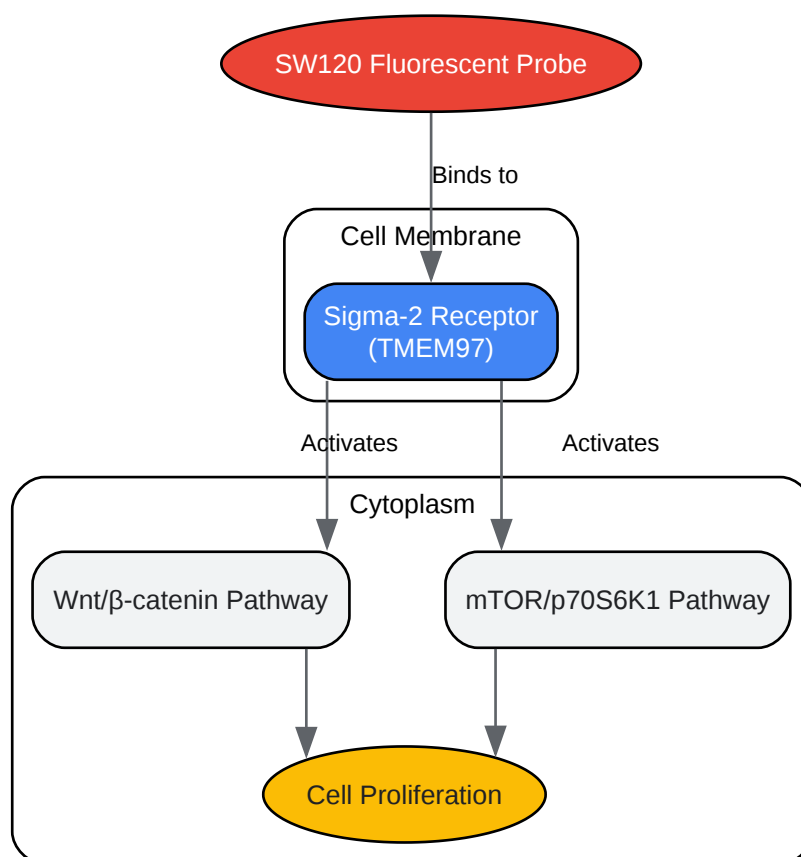 SW120 Fluorescent Probe
Binds to
Cell Membrane
Sigma-2 Receptor
(TMEM97)
Activates
Activates
Cytoplasm
Wnt/β-catenin Pathway
mTOR/p70S6K1 Pathway
Cell Proliferation